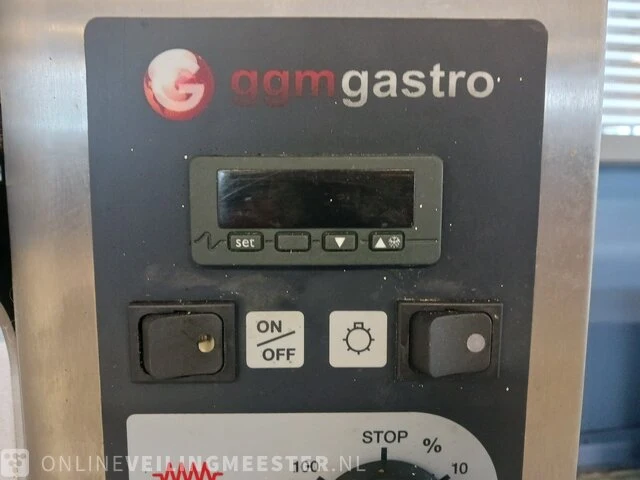 G ggmgastro
set
ON
OFF
STOP %
100 10
ONLINEVEILINGMEESTER.NL